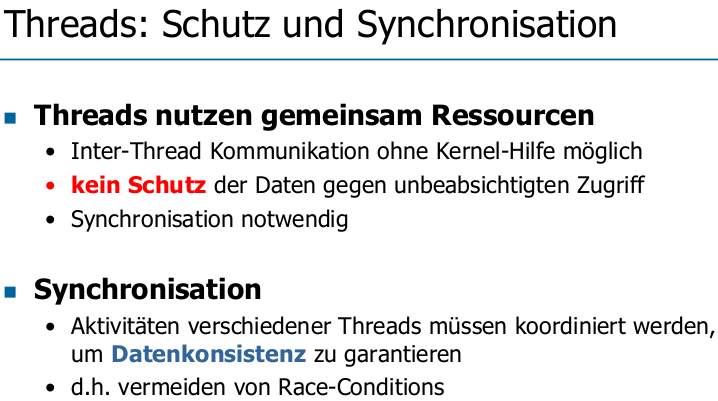 Threads: Schutz und Synchronisation
Threads nutzen gemeinsam Ressourcen
• Inter-Thread Kommunikation ohne Kernel-Hilfe möglich
• kein Schutz der Daten gegen unbeabsichtigten Zugriff
• Synchronisation notwendig
Synchronisation
• Aktivitäten verschiedener Threads müssen koordiniert werden,
um Datenkonsistenz zu garantieren
• d.h. vermeiden von Race-Conditions